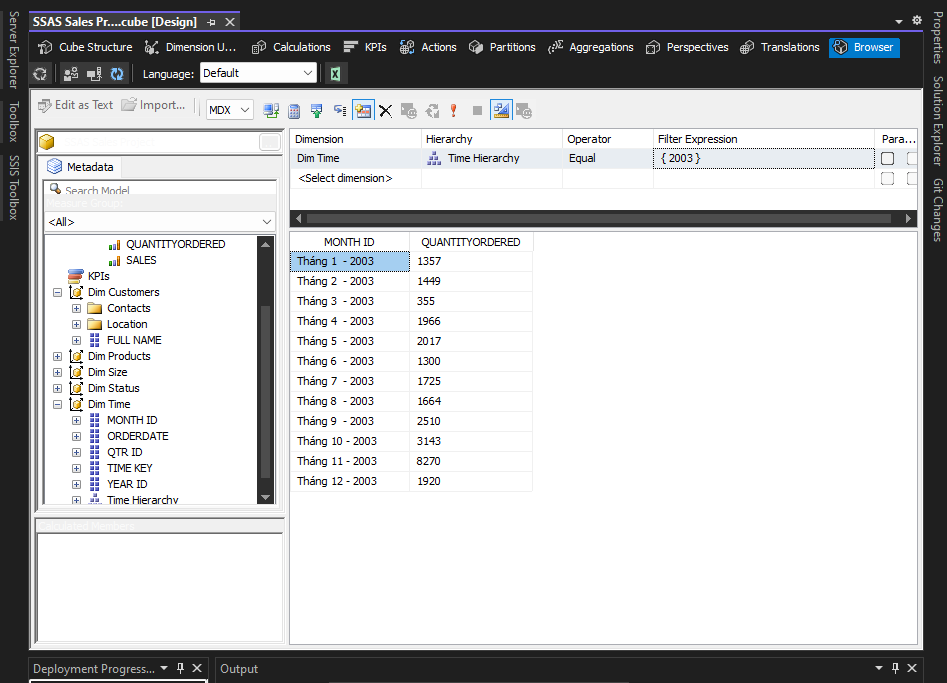 SSAS Sales Pr....cube [Design]
Cube Structure Dimension U... Calculations KPIs Actions Partitions Aggregations Perspectives Translations Browser
Language: Default
Edit as Text Import... MDX
Metadata
Search Model
Measure Group:
<All>
QUANTITYORDERED
SALES
KPIs
Dim Customers
Contacts
Location
FULL NAME
Dim Products
Dim Size
Dim Status
Dim Time
MONTH ID
ORDERDATE
QTR ID
TIME KEY
YEAR ID
Time Hierarchy
Calculated Members
Dimension Hierarchy Operator Filter Expression Para...
Dim Time Time Hierarchy Equal { 2003 }
<Select dimension>
MONTH ID QUANTITYORDERED
Tháng 1 - 2003 1357
Tháng 2 - 2003 1449
Tháng 3 - 2003 355
Tháng 4 - 2003 1966
Tháng 5 - 2003 2017
Tháng 6 - 2003 1300
Tháng 7 - 2003 1725
Tháng 8 - 2003 1664
Tháng 9 - 2003 2510
Tháng 10 - 2003 3143
Tháng 11 - 2003 8270
Tháng 12 - 2003 1920
Deployment Progress... Output
Server Explorer
Toolbox
SSIS Toolbox
Properties
Solution Explorer
Git Changes